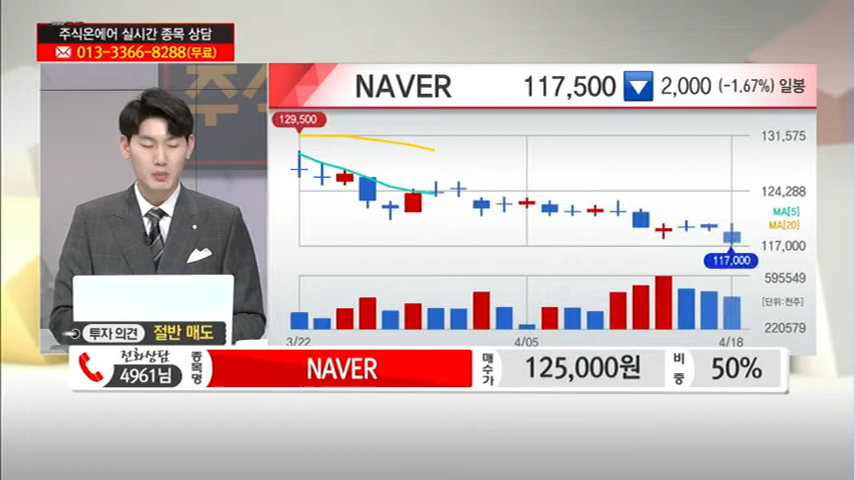 주식온에어 실시간 종목 상담
013-3366-8288(무료)
주식
NAVER 117,500 ▼ 2,000 (-1.67%) 일봉
129,500
131,575
124,288
MA[5]
MA[20]
117,000
117,000
595549
[단위:천주]
220579
3/22 4/05 4/18
투자 의견 절반 매도
전화상담
4961님
종목명 NAVER 매수가 125,000원 비중 50%